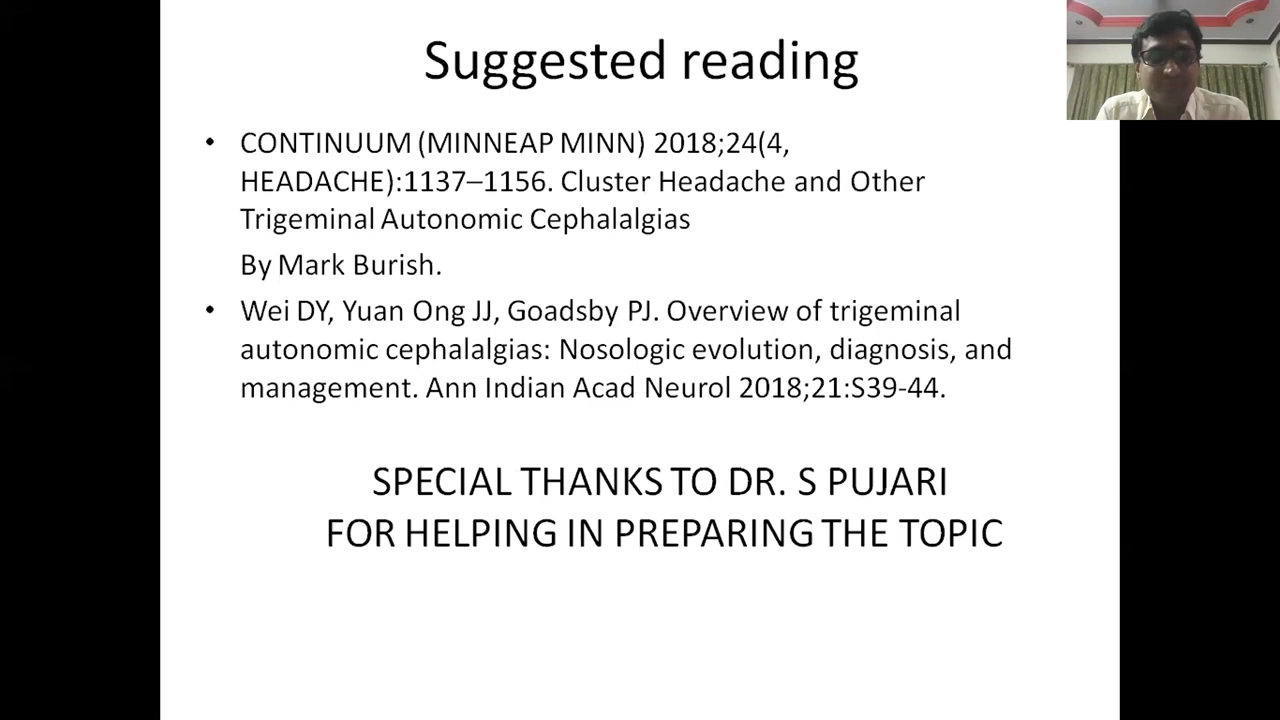 Suggested reading
• CONTINUUM (MINNEAP MINN) 2018;24(4,
HEADACHE):1137–1156. Cluster Headache and Other
Trigeminal Autonomic Cephalalgias
By Mark Burish.
• Wei DY, Yuan Ong JJ, Goadsby PJ. Overview of trigeminal
autonomic cephalalgias: Nosologic evolution, diagnosis, and
management. Ann Indian Acad Neurol 2018;21:S39-44.
SPECIAL THANKS TO DR. S PUJARI
FOR HELPING IN PREPARING THE TOPIC